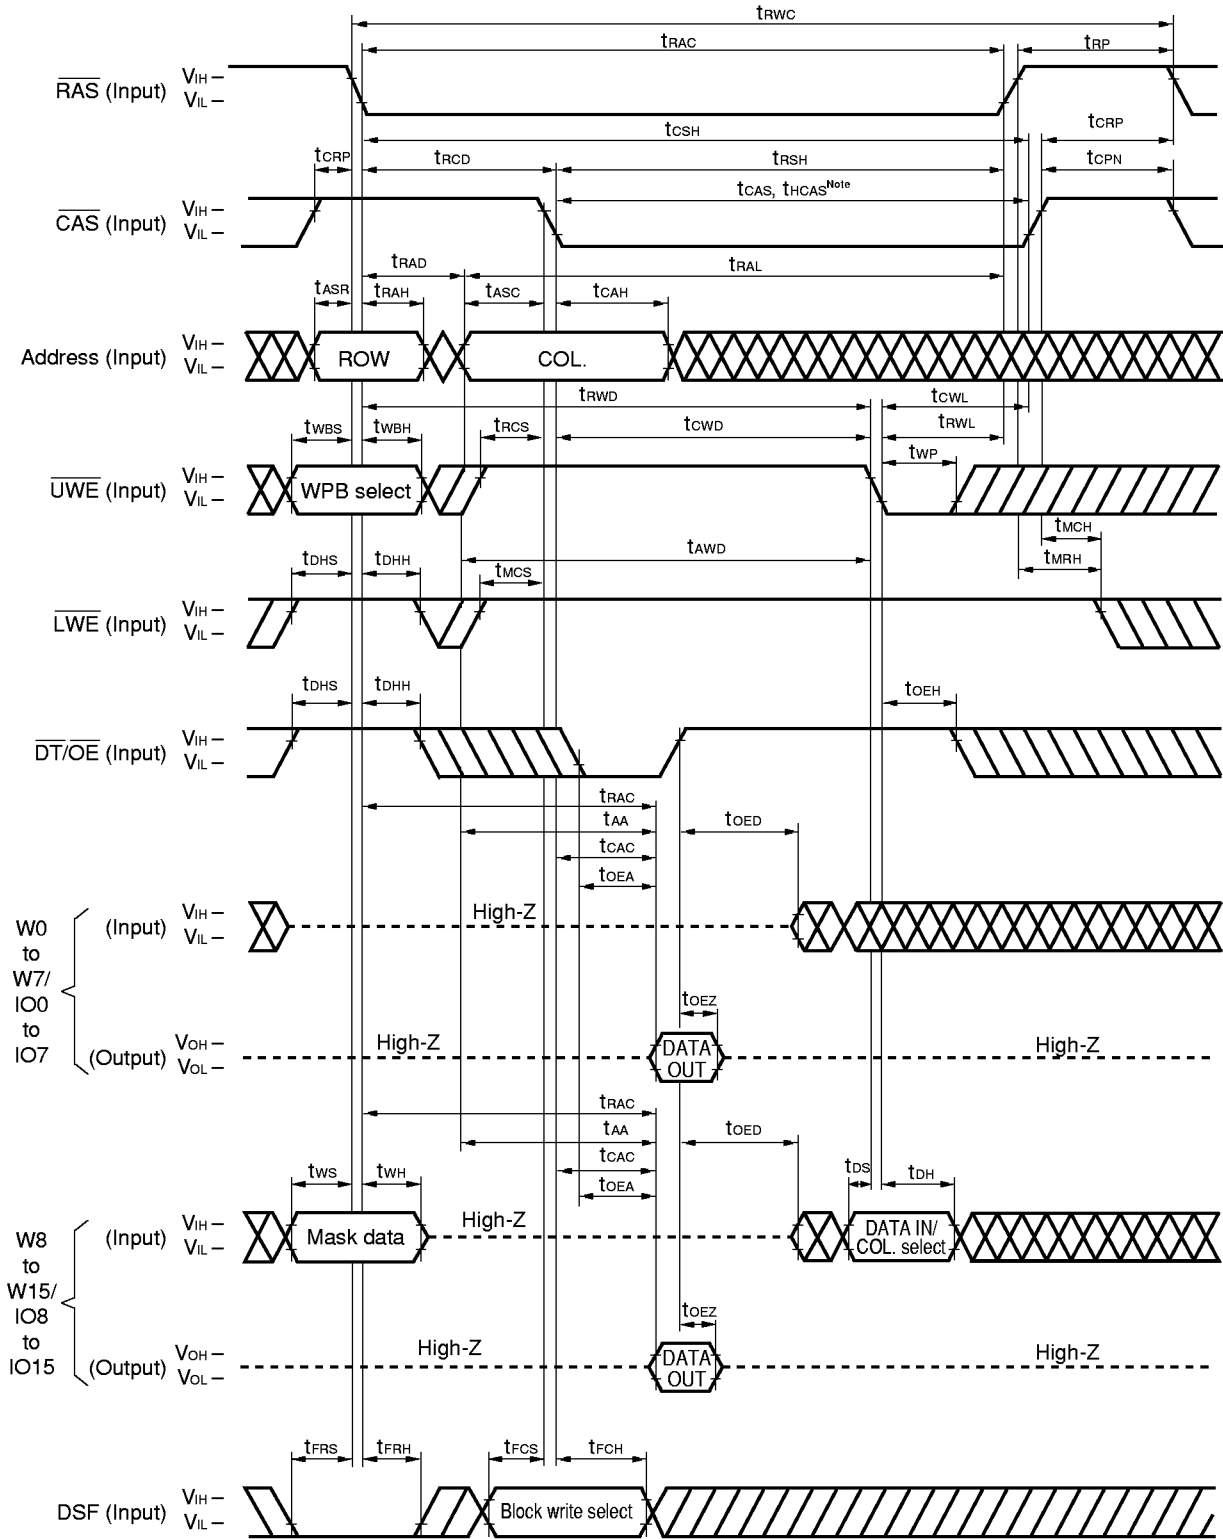 tRWC
tRAC tRP
RAS (Input) VIH
VIL
tCSH tCRP
tCRP tRCD tRSH tCPN
tCAS, tHCAS Note
CAS (Input) VIH
VIL
tRAD tRAL
tASR tRAH tASC tCAH
Address (Input) VIH
VIL
ROW COL.
tRWD tCWL
tWBS tWBH tRCS tCWD tRWL
tWP
UWE (Input) VIH
VIL
WPB select
tMCH
tAWD tMRH
tDHS tDHH tMCS
LWE (Input) VIH
VIL
tDHS tDHH tOEH
DT/OE (Input) VIH
VIL
tRAC
tAA tOED
tCAC
tOEA
W0
to
W7/
IO0
to
IO7
(Input) VIH
VIL
High-Z
tOEZ
(Output) VOH
VOL
High-Z DATA
OUT High-Z
tRAC
tAA tOED
tCAC
tWS tWH tOEA tDS tDH
W8
to
W15/
IO8
to
IO15
(Input) VIH
VIL
Mask data High-Z DATA IN/
COL. select
tOEZ
(Output) VOH
VOL
High-Z DATA
OUT High-Z
tFRS tFRH tFCS tFCH
DSF (Input) VIH
VIL
Block write select